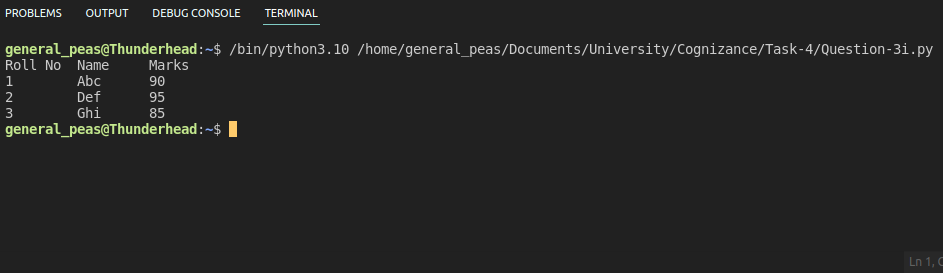 PROBLEMS OUTPUT DEBUG CONSOLE TERMINAL
general_peas@Thunderhead:~$ /bin/python3.10 /home/general_peas/Documents/University/Cognizance/Task-4/Question-3i.py
Roll No  Name     Marks
1        Abc      90
2        Def      95
3        Ghi      85
general_peas@Thunderhead:~$
Ln 1,